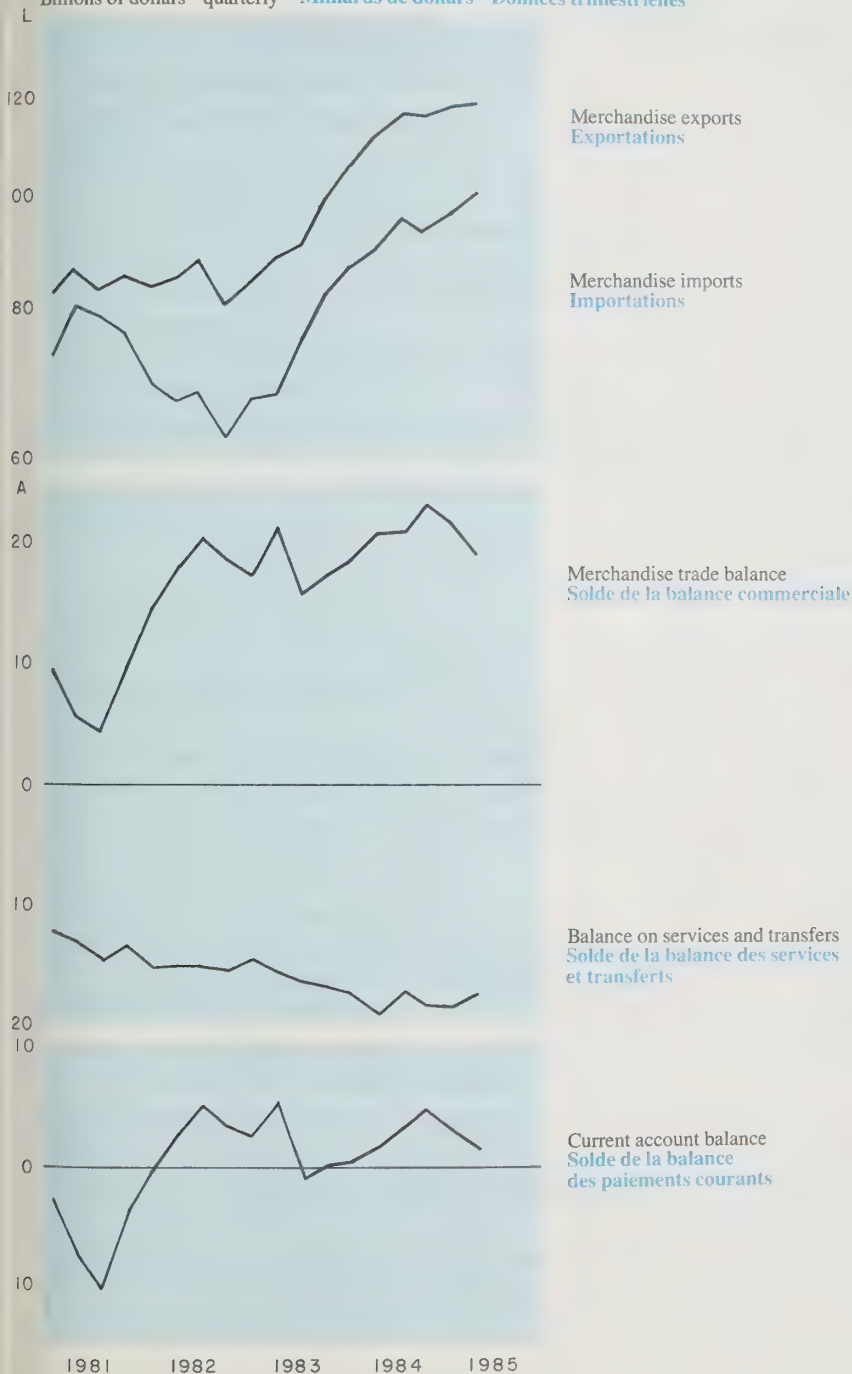 Billions of dollars quarterly Milliards de dollars Données trimestrielles
L
120
Merchandise exports
Exportations
00
Merchandise imports
Importations
80
60
A
20
Merchandise trade balance
Solde de la balance commerciale
10
0
10
Balance on services and transfers
Solde de la balance des services
et transferts
20
10
Current account balance
Solde de la balance
des paiements courants
0
10
1981 1982 1983 1984 1985